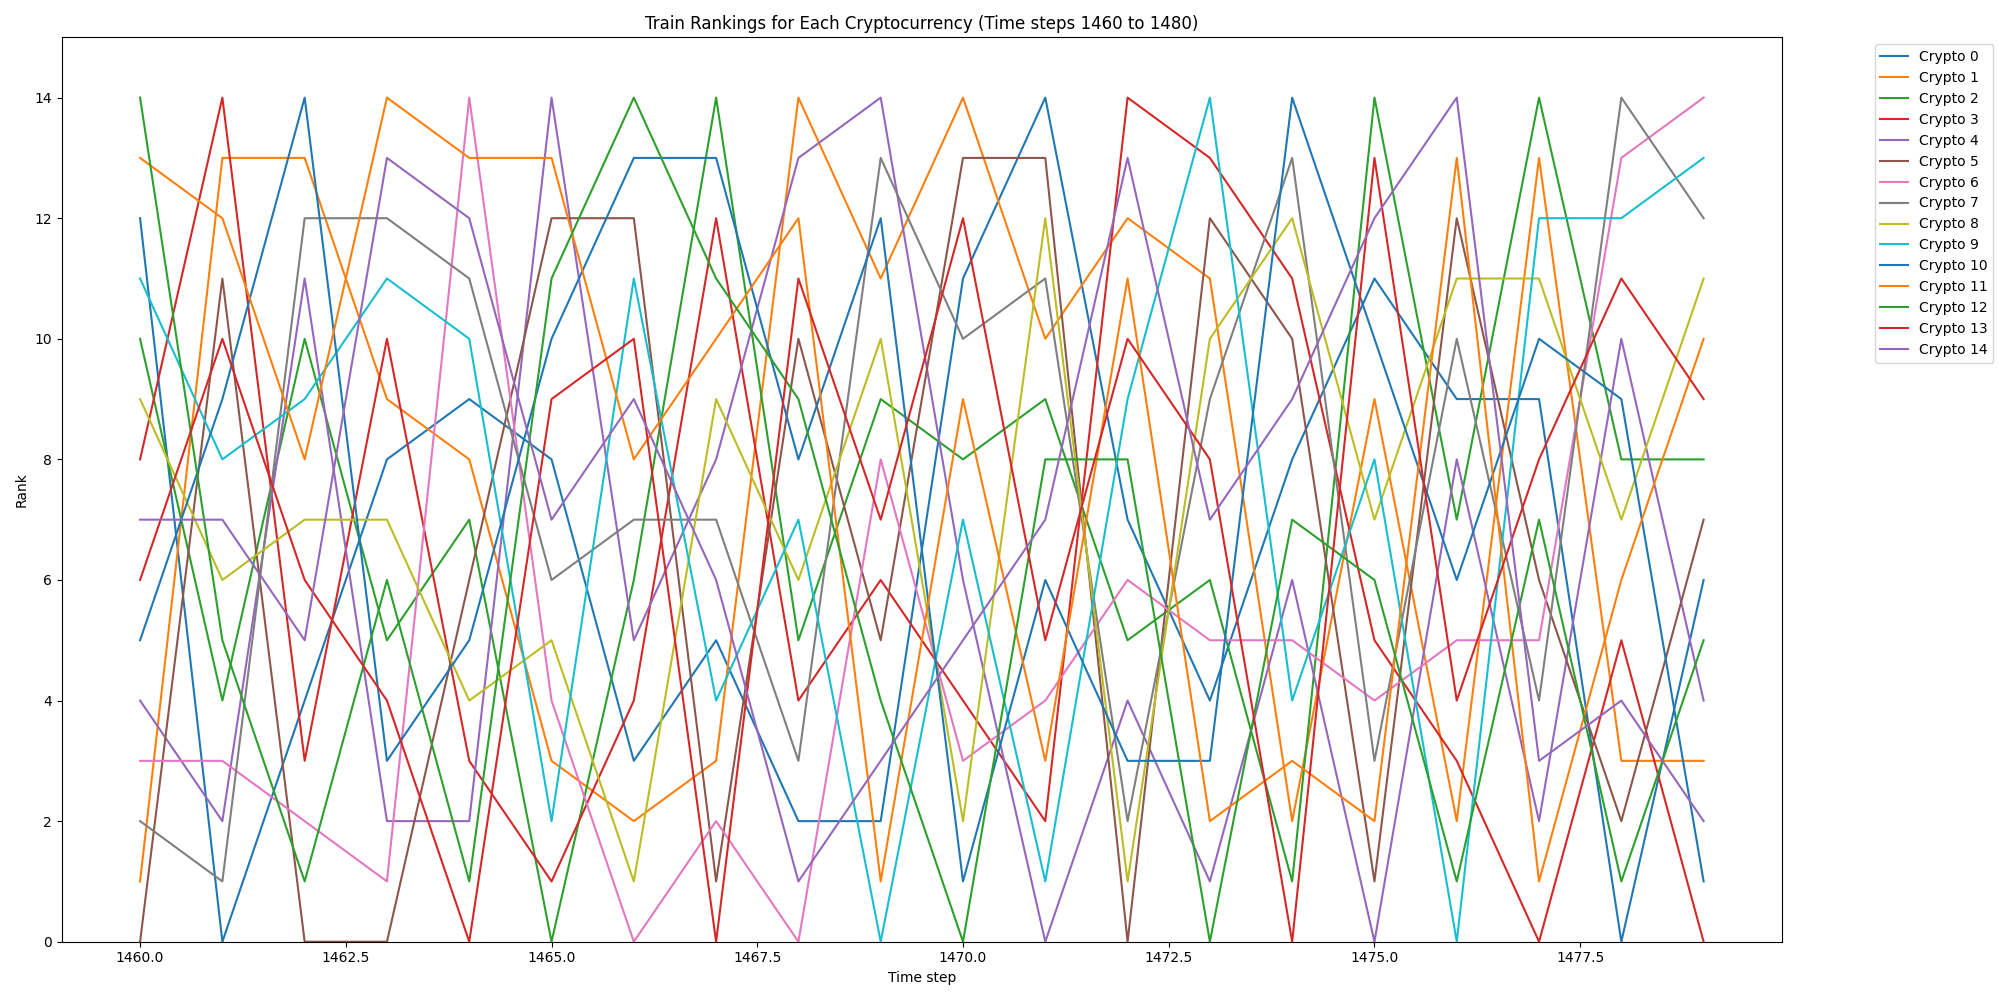 Train Rankings for Each Cryptocurrency (Time steps 1460 to 1480)
Rank
14
12
10
8
6
4
2
0
1460.0 1462.5 1465.0 1467.5 1470.0 1472.5 1475.0 1477.5
Time step
Crypto 0
Crypto 1
Crypto 2
Crypto 3
Crypto 4
Crypto 5
Crypto 6
Crypto 7
Crypto 8
Crypto 9
Crypto 10
Crypto 11
Crypto 12
Crypto 13
Crypto 14